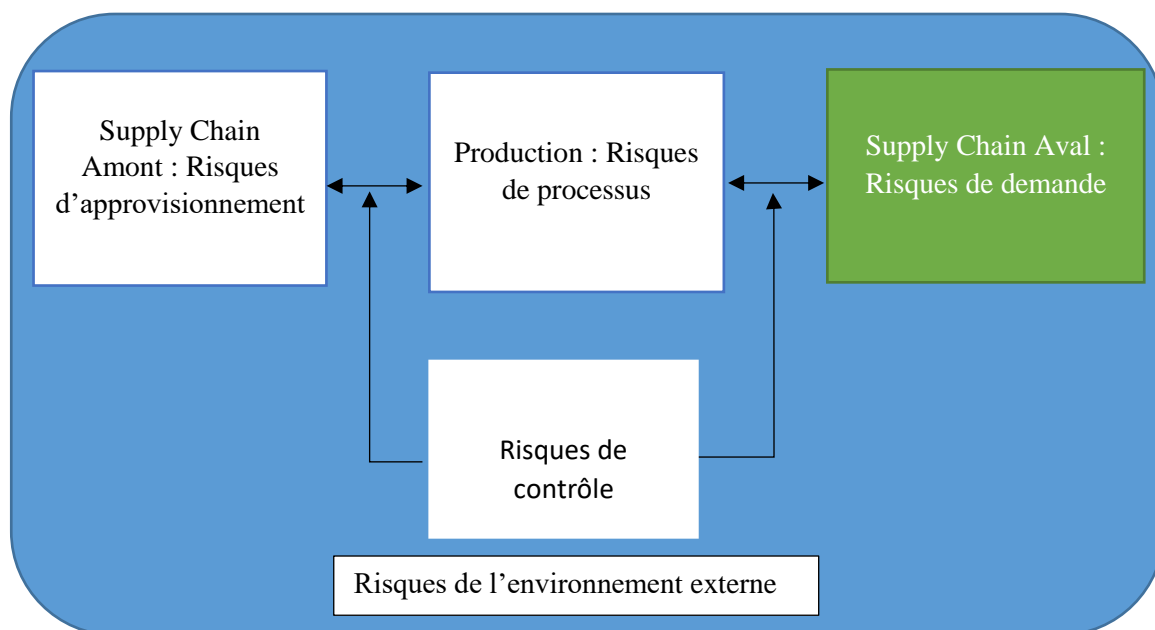 Supply Chain
Amont : Risques
d’approvisionnement
Production : Risques
de processus
Supply Chain Aval :
Risques de demande
Risques de
contrôle
Risques de l’environnement externe